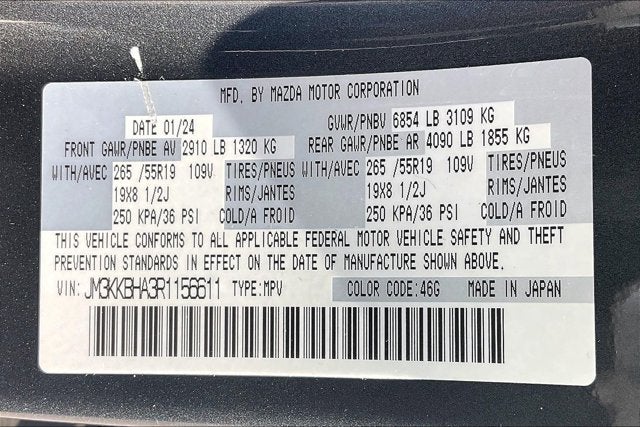 MFD. BY MAZDA MOTOR CORPORATION
DATE 01/24 GVWR/PNBV 6854 LB 3109 KG
FRONT GAWR/PNBE AV 2910 LB 1320 KG REAR GAWR/PNBE AR 4090 LB 1855 KG
WITH/AVEC 265 /55R19 109V TIRES/PNEUS WITH/AVEC 265 /55R19 109V TIRES/PNEUS
19X8 1/2J RIMS/JANTES 19X8 1/2J RIMS/JANTES
250 KPA/36 PSI COLD/A FROID 250 KPA/36 PSI COLD/A FROID
THIS VEHICLE CONFORMS TO ALL APPLICABLE FEDERAL MOTOR VEHICLE SAFETY AND THEFT
PREVENTION STANDARDS IN EFFECT ON THE DATE OF MANUFACTURE SHOWN ABOVE.
VIN: JM3KKBHA3R1156611 TYPE:MPV COLOR CODE:46G MADE IN JAPAN